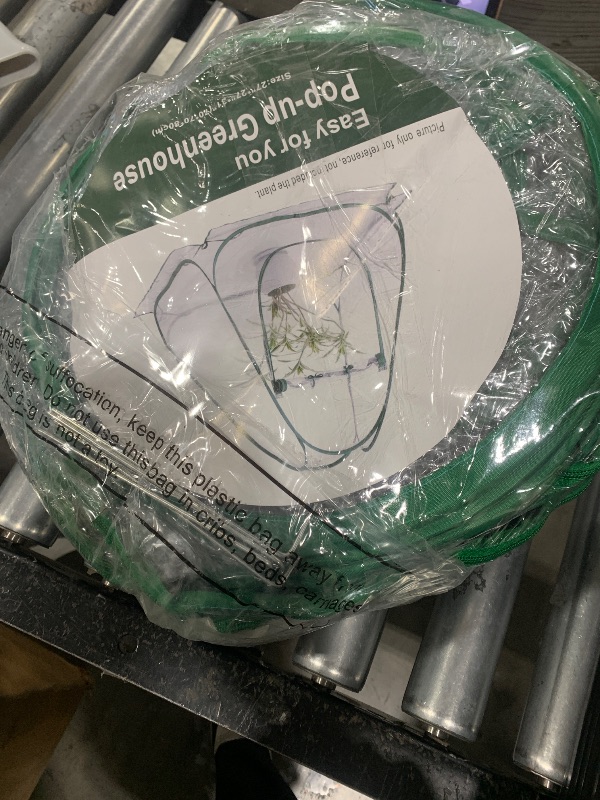 Easy for you
Pop-up Greenhouse
Picture only for reference, not included the plant.
suffocation, keep this plastic bag away
Do not use this bag in cribs, beds,
bag is not a toy